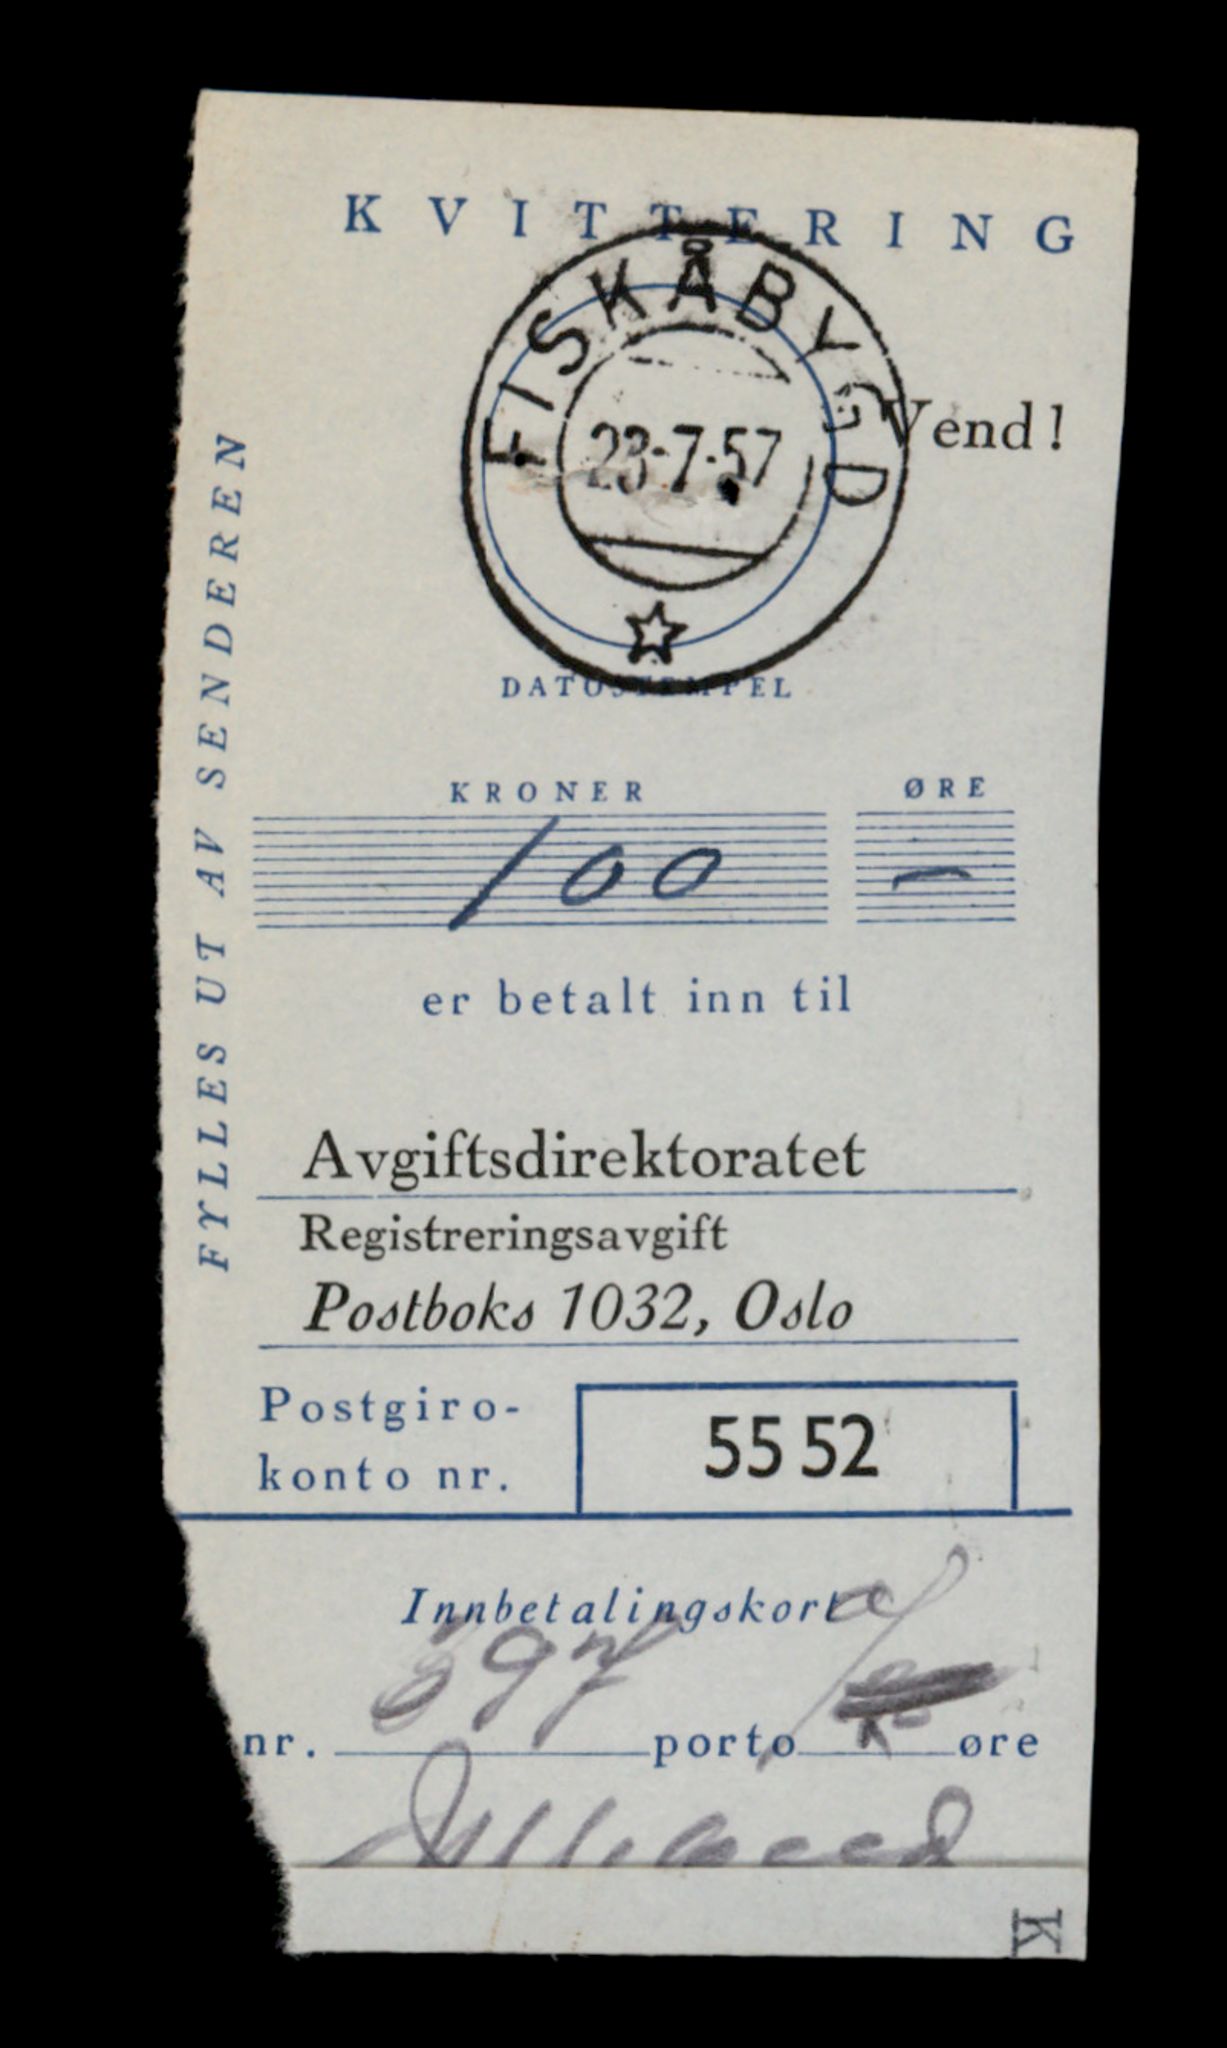 KVITTERING
FISKÅBYGD
23-7-57
Vend!
DATOSTEMPEL
FYLLES UT AV SENDEREN
KRONER ØRE
100 –
er betalt inn til
Avgiftsdirektoratet
Registreringsavgift
Postboks 1032, Oslo
Postgiro-
konto nr.
55 52
Innbetalingskort
nr. 397 porto øre
K